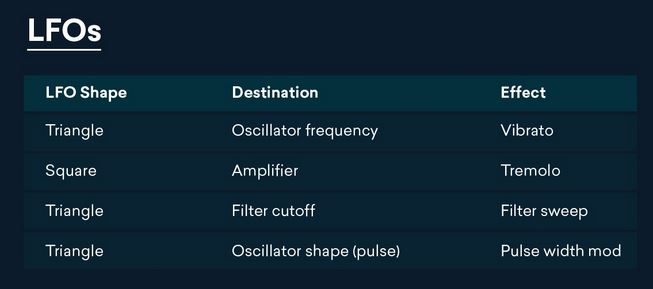 LFOs
LFO Shape Destination Effect
Triangle Oscillator frequency Vibrato
Square Amplifier Tremolo
Triangle Filter cutoff Filter sweep
Triangle Oscillator shape (pulse) Pulse width mod